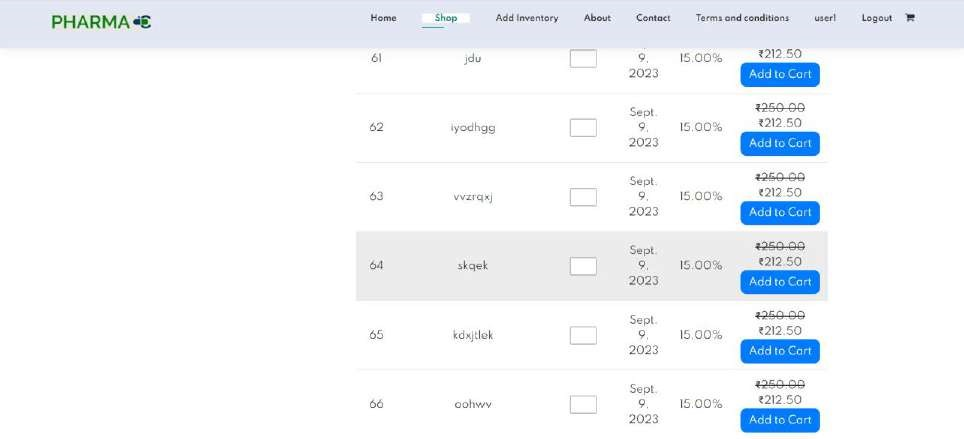 PHARMA
Home Shop Add Inventory About Contact Terms and conditions user1 Logout
61 jdu 9, 2023 15.00% ₹212.50
Add to Cart
62 iyodhgg Sept. 9, 2023 15.00% ₹250.00 ₹212.50
Add to Cart
63 vvzrqxj Sept. 9, 2023 15.00% ₹250.00 ₹212.50
Add to Cart
64 skqek Sept. 9, 2023 15.00% ₹250.00 ₹212.50
Add to Cart
65 kdxjtlek Sept. 9, 2023 15.00% ₹250.00 ₹212.50
Add to Cart
66 oohwv Sept. 9, 2023 15.00% ₹250.00 ₹212.50
Add to Cart